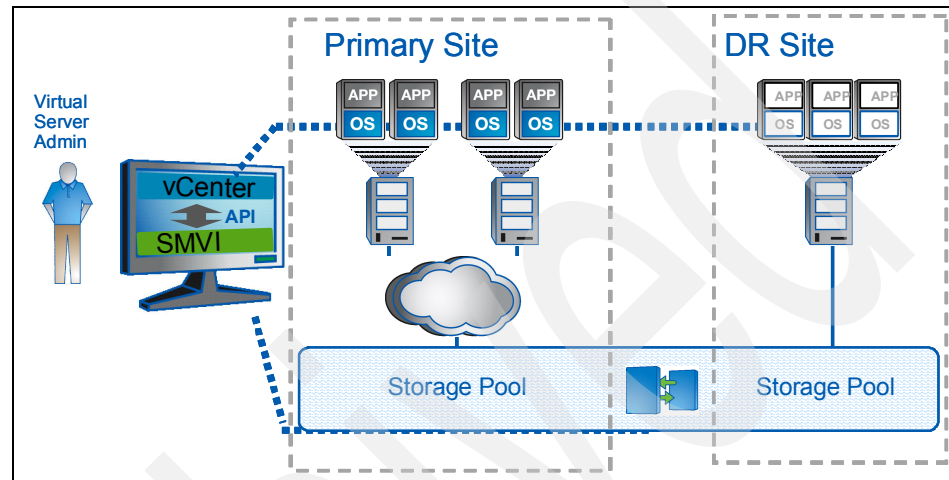 Primary Site
DR Site
Virtual
Server
Admin
APP APP APP APP
OS OS OS OS
APP APP APP
OS OS OS
vCenter
API
SMVI
Storage Pool
Storage Pool